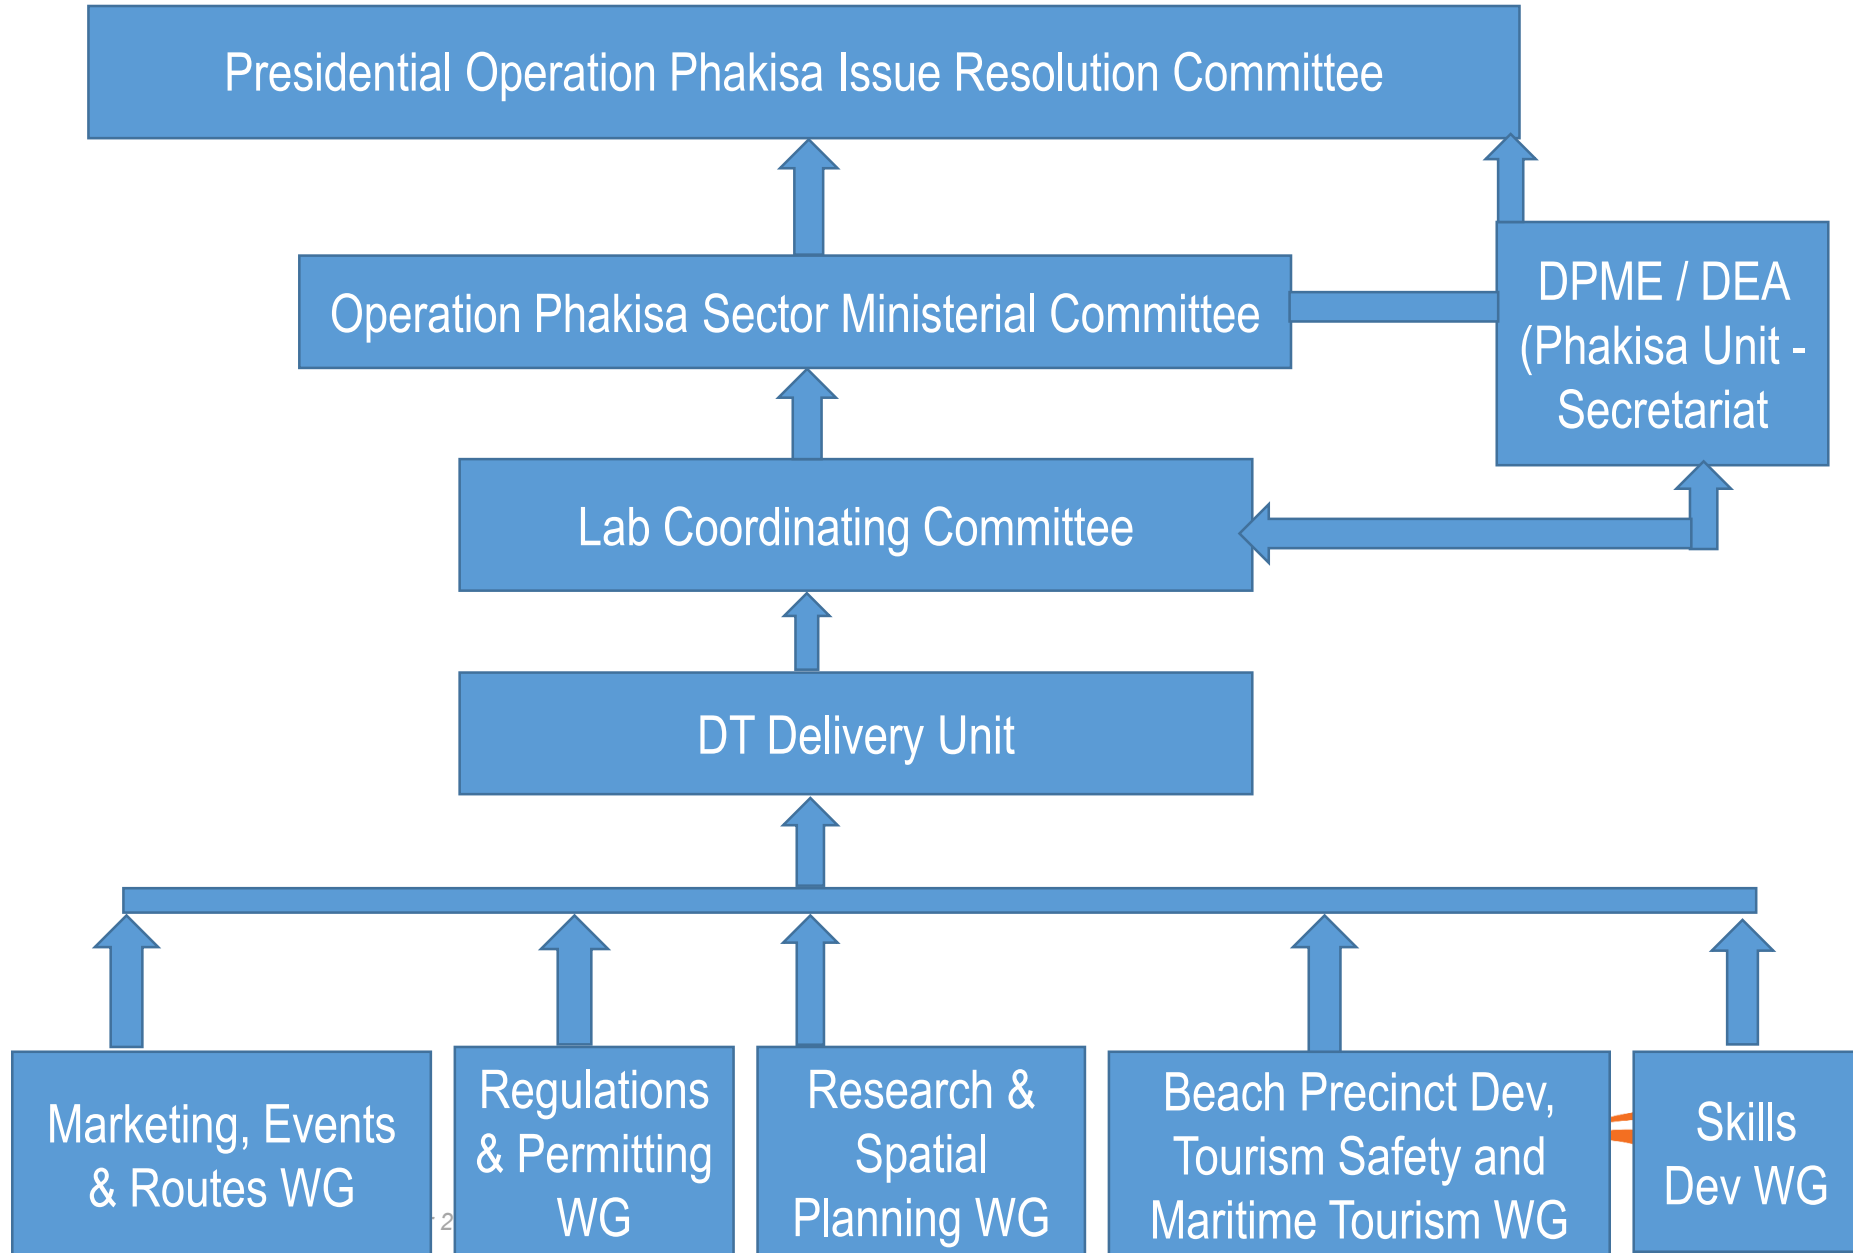 Presidential Operation Phakisa Issue Resolution Committee
Operation Phakisa Sector Ministerial Committee
DPME / DEA
(Phakisa Unit -
Secretariat
Lab Coordinating Committee
DT Delivery Unit
Marketing, Events
& Routes WG
Regulations
& Permitting
WG
Research &
Spatial
Planning WG
Beach Precinct Dev,
Tourism Safety and
Maritime Tourism WG
Skills
Dev WG
2